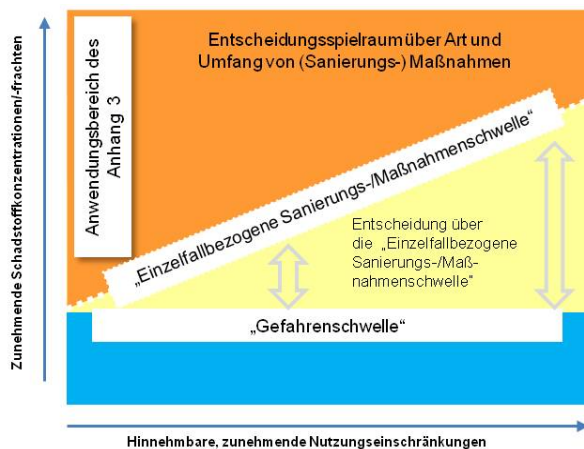 Zunehmende Schadstoffkonzentrationen/-frachten
Anwendungsbereich des
Anhang 3
Entscheidungsspielraum über Art und
Umfang von (Sanierungs-) Maßnahmen
„Einzelfallbezogene Sanierungs-/Maßnahmenschwelle“
Entscheidung über
die „Einzelfallbezogene
Sanierungs-/Maß-
nahmenschwelle“
„Gefahrenschwelle“
Hinnehmbare, zunehmende Nutzungseinschränkungen